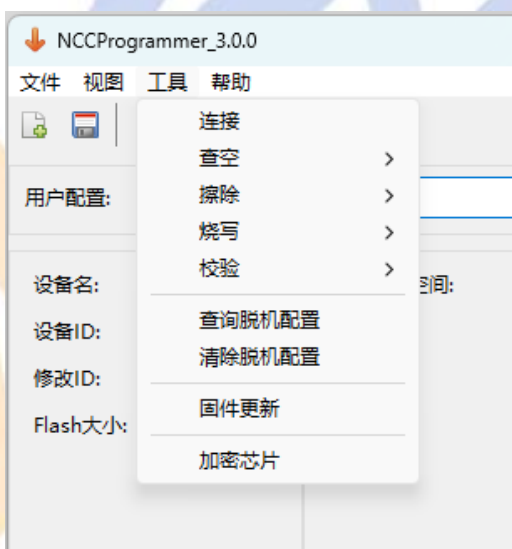 NCCProgrammer_3.0.0
文件 视图 工具 帮助
连接
查空
用户配置:
擦除
烧写
校验
设备名:
空间:
查询脱机配置
设备ID:
清除脱机配置
修改ID:
固件更新
Flash大小:
加密芯片